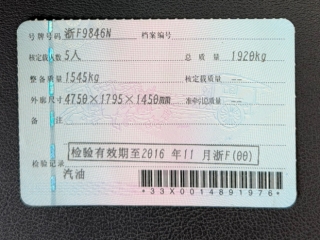 号牌号码 浙F9846N 档案编号
核定载人数 5人 总质量 1920kg
整备质量 1545kg 核定载质量 --
外廓尺寸 4750×1795×1450mm 准牵引总质量 --
备注
检验有效期至2016年11月浙F(00)
检验记录
汽油
*33X0014891976*